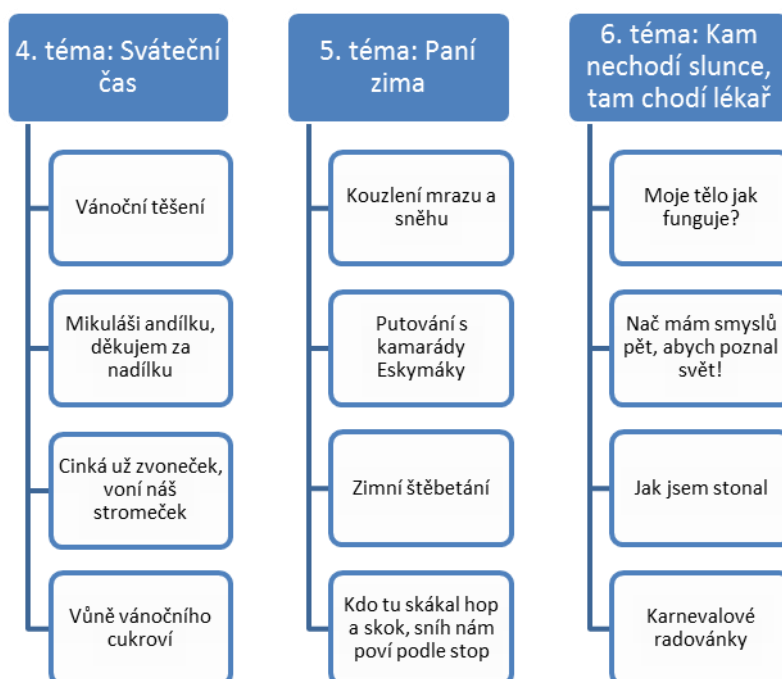 4. téma: Sváteční
čas
Vánoční těšení
Mikuláši andílku,
děkujem za
nadílku
Cinká už zvoneček,
voní náš
stromeček
Vůně vánočního
cukroví
5. téma: Paní
zima
Kouzlení mrazu a
sněhu
Putování s
kamarády
Eskymáky
Zimní štěbetání
Kdo tu skákal hop
a skok, sníh nám
poví podle stop
6. téma: Kam
nechodí slunce,
tam chodí lékař
Moje tělo jak
funguje?
Nač mám smyslů
pět, abych poznal
svět!
Jak jsem stonal
Karnevalové
radovánky